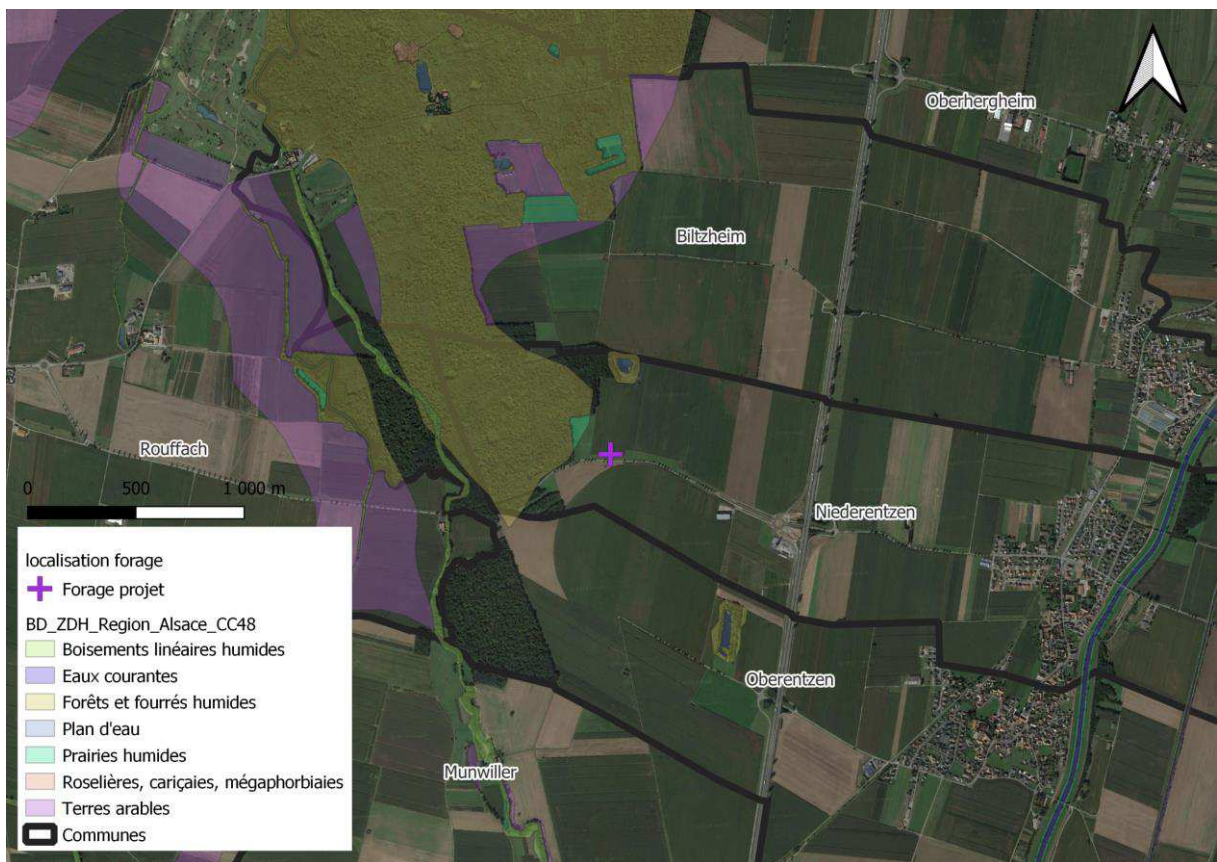 Oberhergheim
Biltzheim
Rouffach
0 500 1 000 m
Niederentzen
Oberentzen
Munwiller
localisation forage
Forage projet
BD_ZDH_Region_Alsace_CC48
Boisements linéaires humides
Eaux courantes
Forêts et fourrés humides
Plan d'eau
Prairies humides
Roselières, cariçaies, mégaphorbiaies
Terres arables
Communes